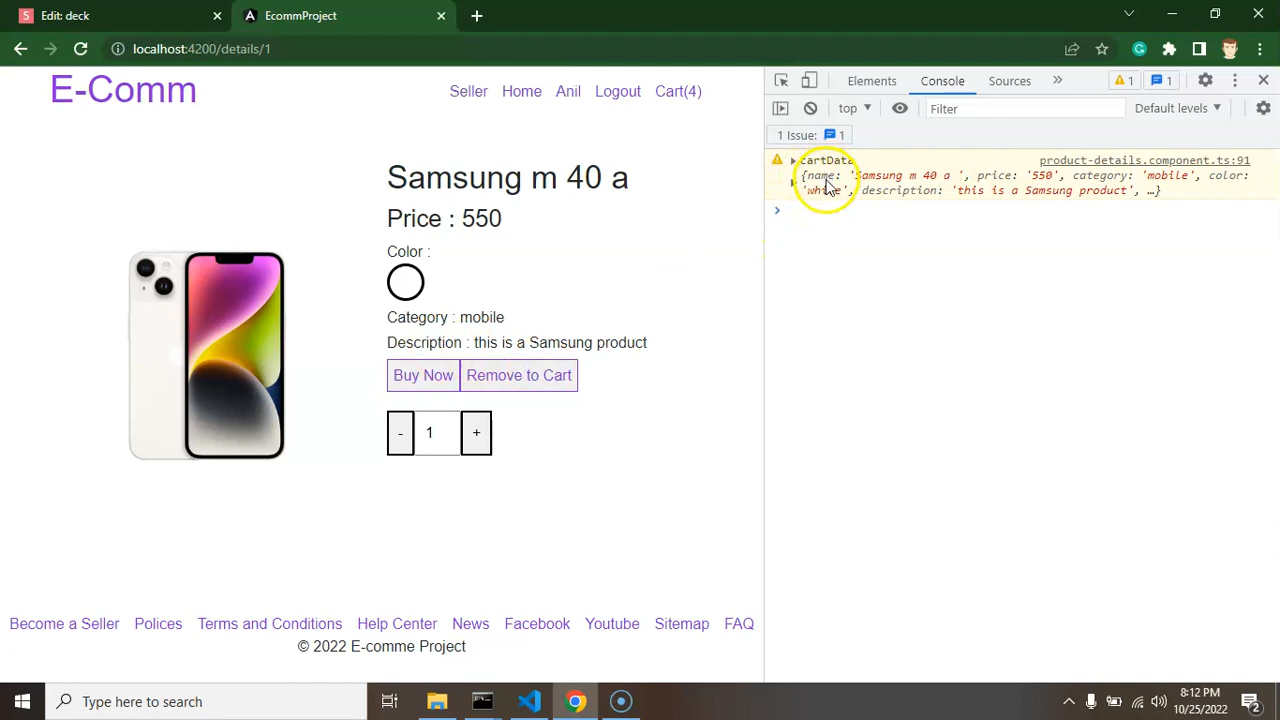 Edit: deck
EcommProject
localhost:4200/details/1
E-Comm
Seller Home Anil Logout Cart(4)
Samsung m 40 a
Price : 550
Color :
Category : mobile
Description : this is a Samsung product
Buy Now Remove to Cart
- 1 +
Become a Seller Polices Terms and Conditions Help Center News Facebook Youtube Sitemap FAQ
© 2022 E-comme Project
Elements Console Sources » 1 1
top Filter Default levels
1 Issue: 1
cartData product-details.component.ts:91
{name: 'Samsung m 40 a ', price: '550', category: 'mobile', color:
'white', description: 'this is a Samsung product', …}
Type here to search
8:12 PM
10/25/2022
2